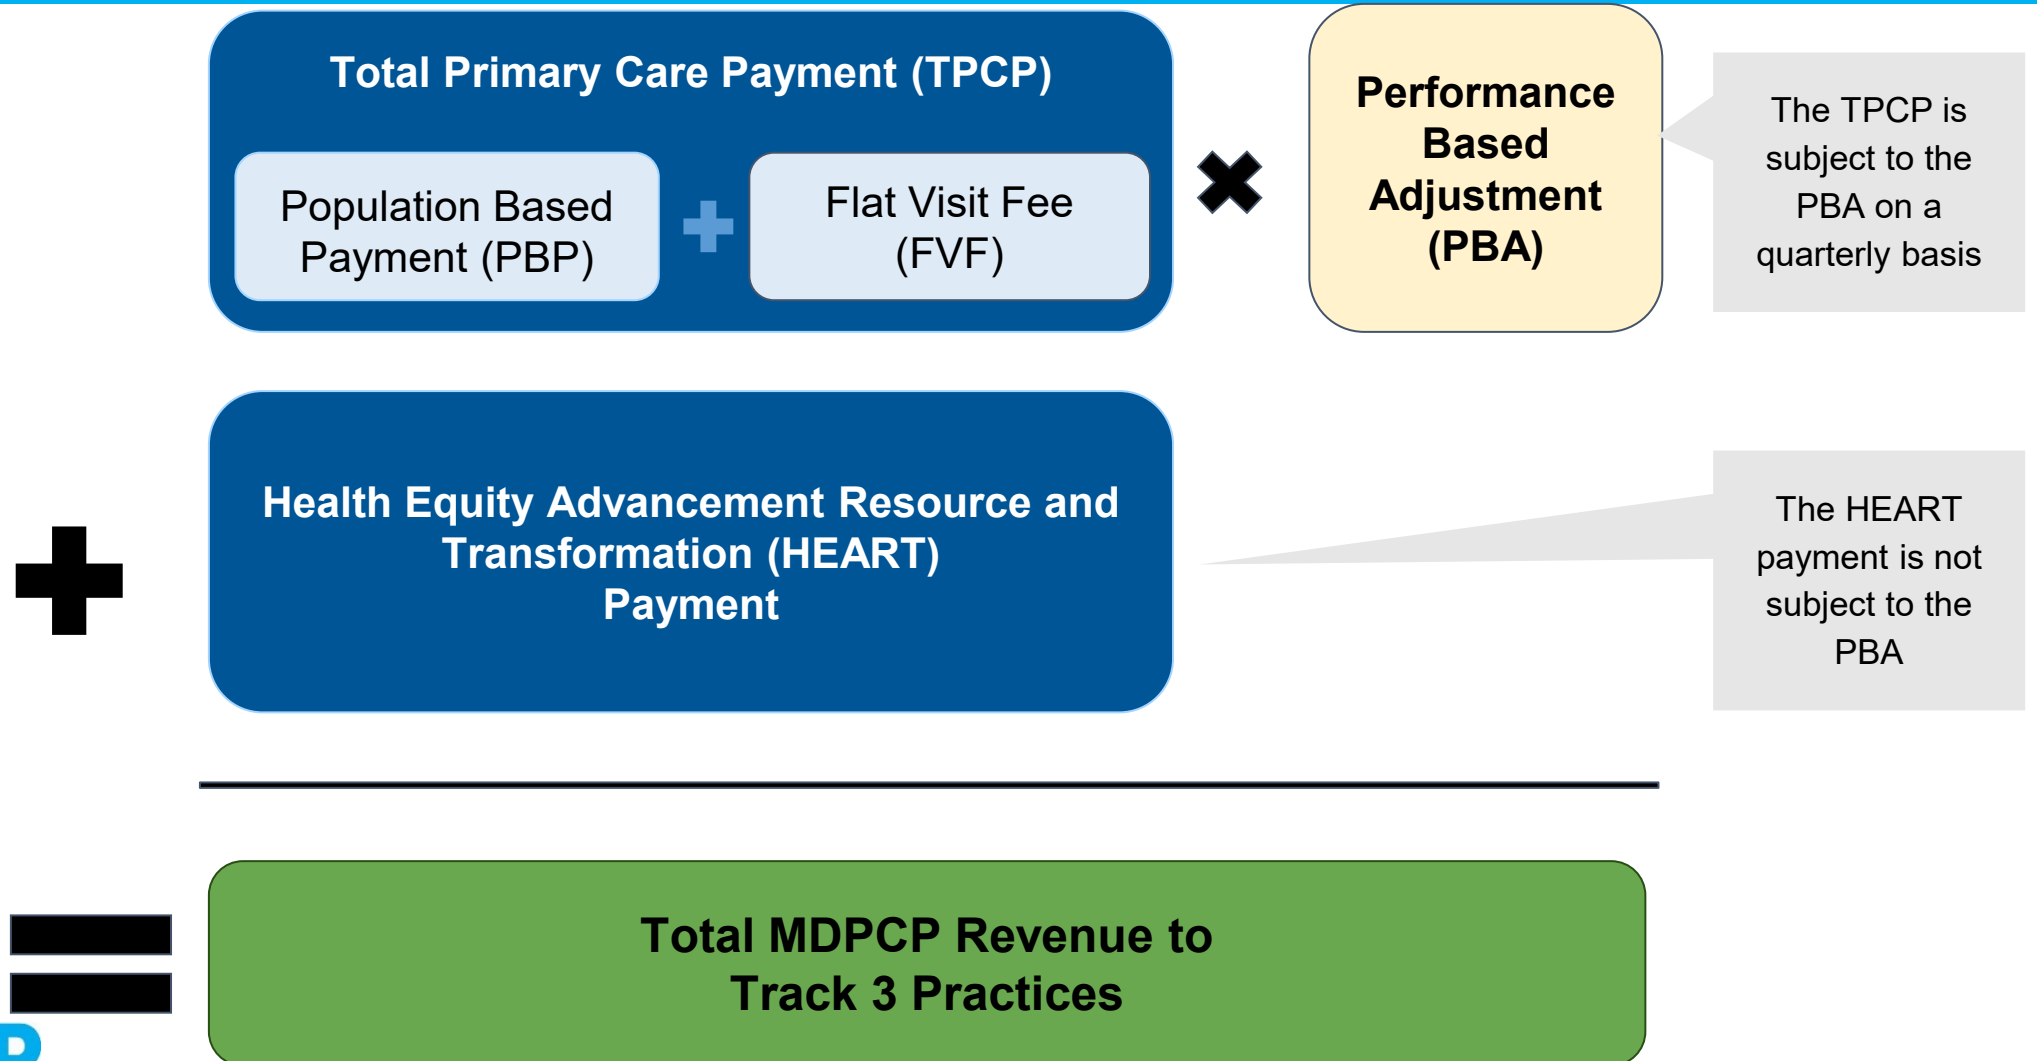 Total Primary Care Payment (TPCP)
Population Based
Payment (PBP)
Flat Visit Fee
(FVF)
Performance
Based
Adjustment
(PBA)
The TPCP is
subject to the
PBA on a
quarterly basis
Health Equity Advancement Resource and
Transformation (HEART)
Payment
The HEART
payment is not
subject to the
PBA
Total MDPCP Revenue to
Track 3 Practices